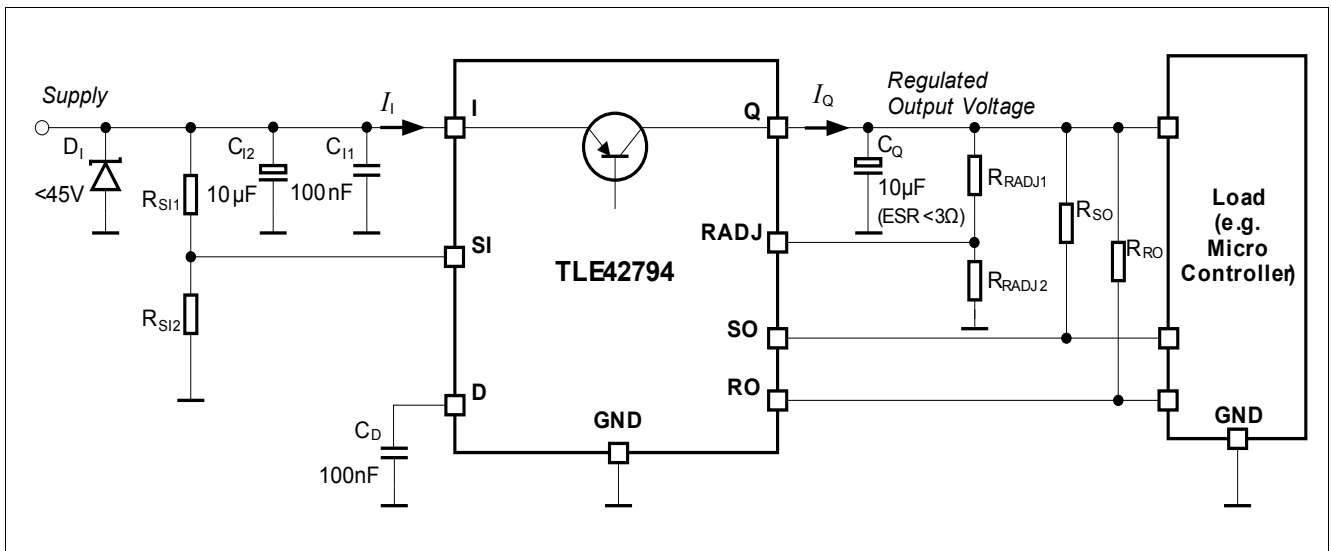 Supply
I_I
I
Q
I_Q
Regulated
Output Voltage
D_I
<45V
R_SI1
C_I2
10µF
C_I1
100nF
C_Q
10µF
(ESR<3Ω)
R_RADJ1
R_SO
R_RO
Load
(e.g.
Micro
Controller)
SI
TLE42794
RADJ
R_RADJ2
R_SI2
SO
D
RO
GND
GND
C_D
100nF